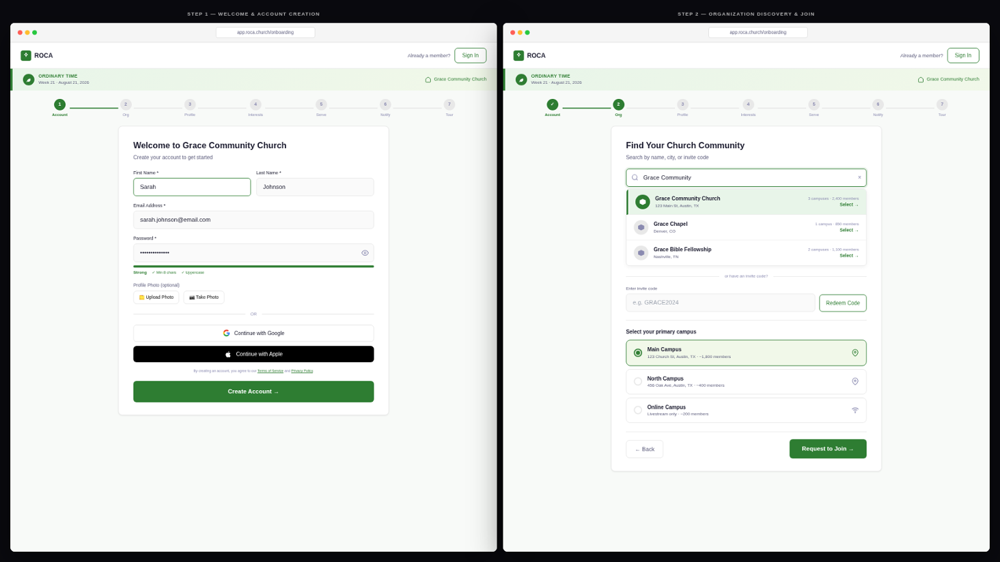 STEP 1 — WELCOME & ACCOUNT CREATION
app.roca.church/onboarding
ROCA
Already a member?
Sign In
ORDINARY TIME
Week 21 · August 21, 2026
Grace Community Church
1
2
3
4
5
6
7
Account
Org
Profile
Interests
Serve
Notify
Tour
Welcome to Grace Community Church
Create your account to get started
First Name *
Last Name *
Sarah
Johnson
Email Address *
sarah.johnson@email.com
Password *
••••••••••••••
Strong ✓ Min 8 chars ✓ Uppercase
Profile Photo (optional)
Upload Photo
Take Photo
OR
Continue with Google
Continue with Apple
By creating an account, you agree to our Terms of Service and Privacy Policy
Create Account →
STEP 2 — ORGANIZATION DISCOVERY & JOIN
app.roca.church/onboarding
ROCA
Already a member?
Sign In
ORDINARY TIME
Week 21 · August 21, 2026
Grace Community Church
✓
2
3
4
5
6
7
Account
Org
Profile
Interests
Serve
Notify
Tour
Find Your Church Community
Search by name, city, or invite code
Grace Community
×
Grace Community Church
123 Main St, Austin, TX
3 campuses · 2,400 members
Select →
Grace Chapel
Denver, CO
1 campus · 850 members
Select →
Grace Bible Fellowship
Nashville, TN
2 campuses · 1,100 members
Select →
or have an invite code?
Enter invite code
e.g. GRACE2024
Redeem Code
Select your primary campus
Main Campus
123 Church St, Austin, TX · ~1,800 members
North Campus
456 Oak Ave, Austin, TX · ~400 members
Online Campus
Livestream only · ~200 members
← Back
Request to Join →